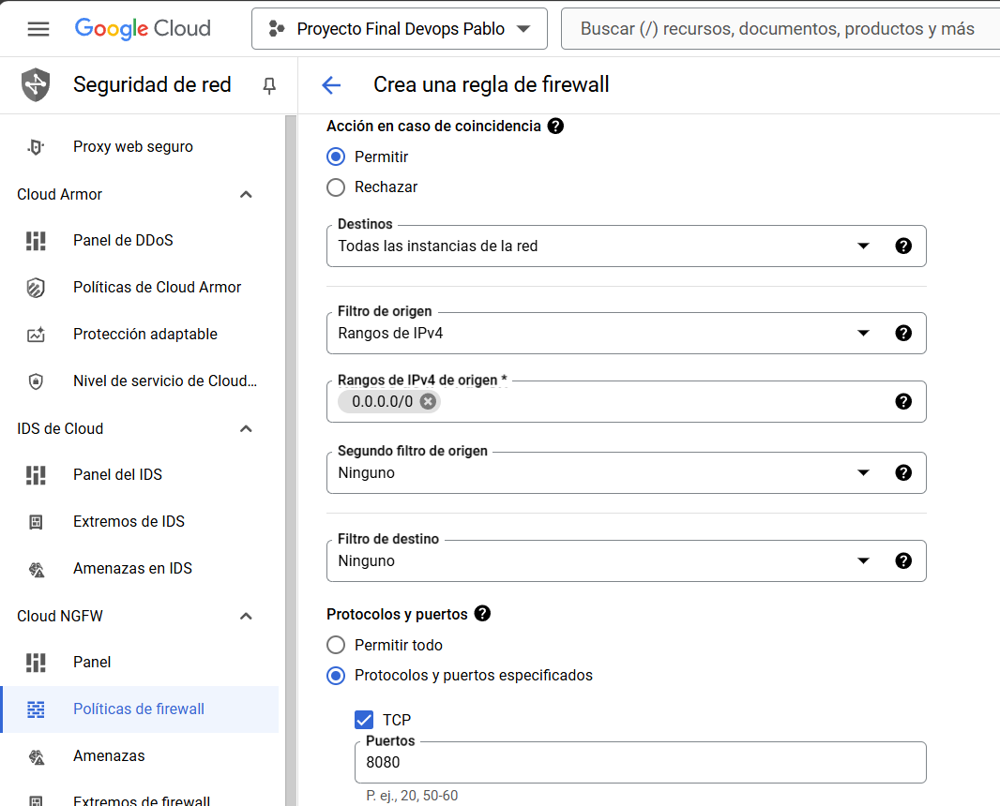 Google Cloud
Proyecto Final Devops Pablo
Buscar (/) recursos, documentos, productos y más
Seguridad de red
Crea una regla de firewall
Proxy web seguro
Cloud Armor
Panel de DDoS
Políticas de Cloud Armor
Protección adaptable
Nivel de servicio de Cloud...
IDS de Cloud
Panel del IDS
Extremos de IDS
Amenazas en IDS
Cloud NGFW
Panel
Políticas de firewall
Amenazas
Extremos de firewall
Acción en caso de coincidencia
Permitir
Rechazar
Destinos
Todas las instancias de la red
Filtro de origen
Rangos de IPv4
Rangos de IPv4 de origen *
0.0.0.0/0
Segundo filtro de origen
Ninguno
Filtro de destino
Ninguno
Protocolos y puertos
Permitir todo
Protocolos y puertos especificados
TCP
Puertos
8080
P. ej., 20, 50-60